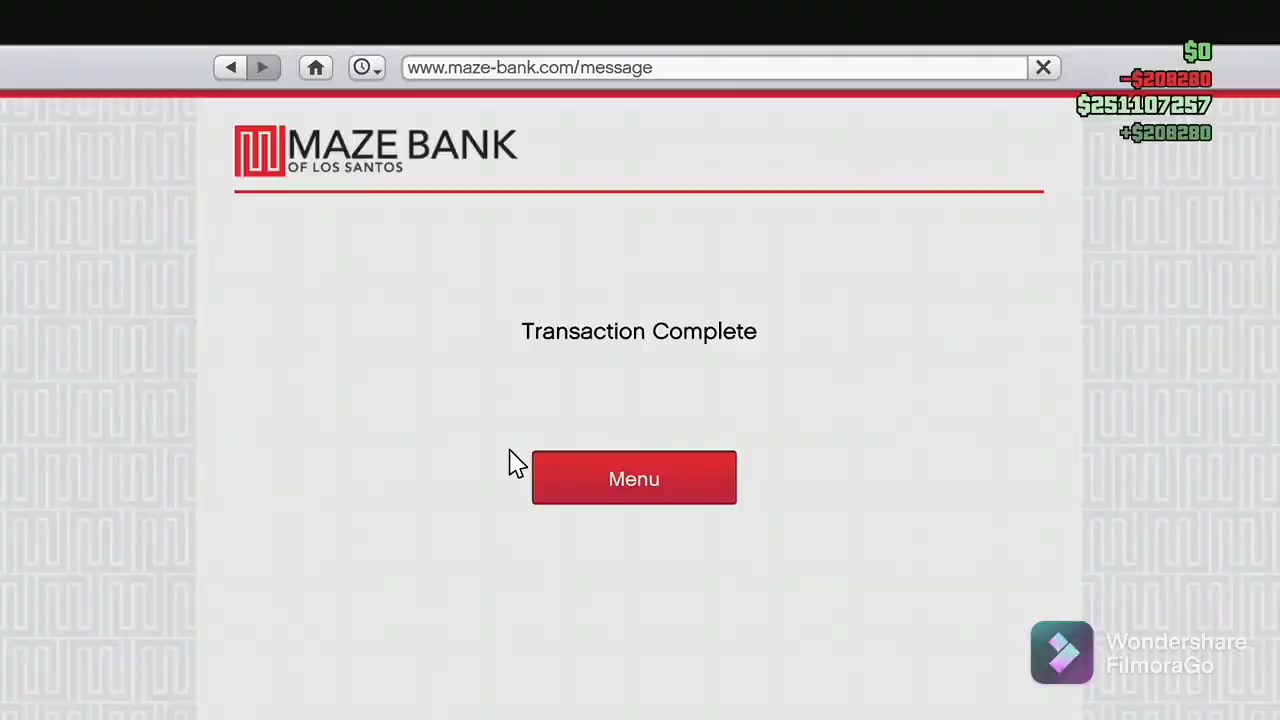 www.maze-bank.com/message
$0
-$208280
$251107257
+$208280
MAZE BANK
OF LOS SANTOS
Transaction Complete
Menu
Wondershare
FilmoraGo